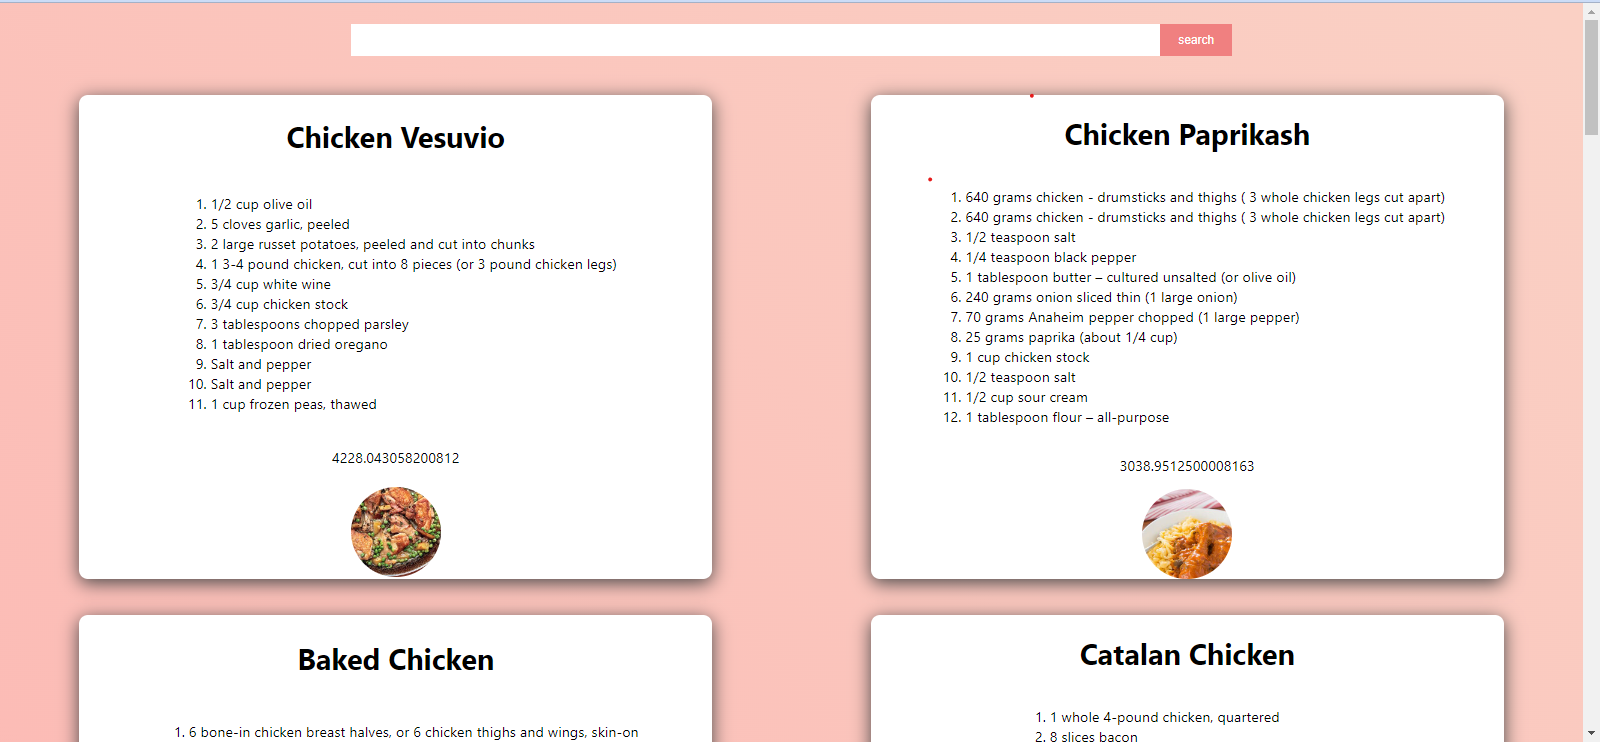 search
Chicken Vesuvio
1. 1/2 cup olive oil
2. 5 cloves garlic, peeled
3. 2 large russet potatoes, peeled and cut into chunks
4. 1 3-4 pound chicken, cut into 8 pieces (or 3 pound chicken legs)
5. 3/4 cup white wine
6. 3/4 cup chicken stock
7. 3 tablespoons chopped parsley
8. 1 tablespoon dried oregano
9. Salt and pepper
10. Salt and pepper
11. 1 cup frozen peas, thawed
4228.043058200812
Chicken Paprikash
1. 640 grams chicken - drumsticks and thighs ( 3 whole chicken legs cut apart)
2. 640 grams chicken - drumsticks and thighs ( 3 whole chicken legs cut apart)
3. 1/2 teaspoon salt
4. 1/4 teaspoon black pepper
5. 1 tablespoon butter – cultured unsalted (or olive oil)
6. 240 grams onion sliced thin (1 large onion)
7. 70 grams Anaheim pepper chopped (1 large pepper)
8. 25 grams paprika (about 1/4 cup)
9. 1 cup chicken stock
10. 1/2 teaspoon salt
11. 1/2 cup sour cream
12. 1 tablespoon flour – all-purpose
3038.9512500008163
Baked Chicken
1. 6 bone-in chicken breast halves, or 6 chicken thighs and wings, skin-on
Catalan Chicken
1. 1 whole 4-pound chicken, quartered
2. 8 slices bacon